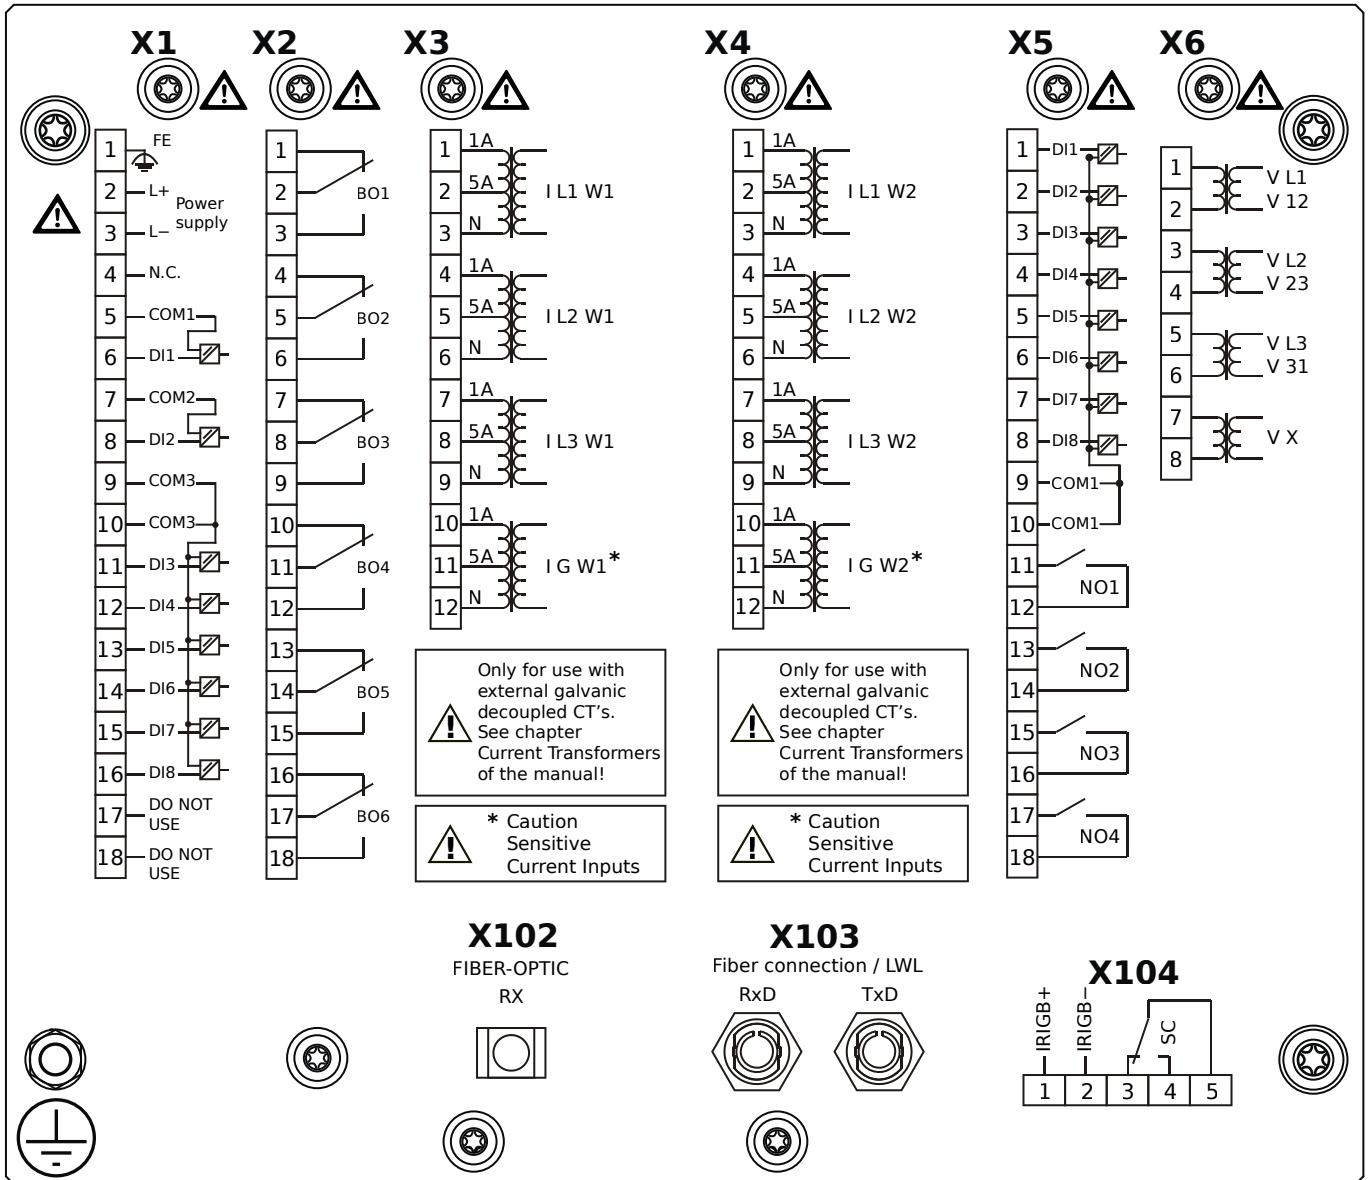 X1 X2 X3 X4 X5 X6
1 FE
2 L+ Power
supply
3 L−
4 N.C.
5 COM1
6 DI1
7 COM2
8 DI2
9 COM3
10 COM3
11 DI3
12 DI4
13 DI5
14 DI6
15 DI7
16 DI8
17 DO NOT
USE
18 DO NOT
USE
1
2 BO1
3
4
5 BO2
6
7
8 BO3
9
10
11 BO4
12
13
14 BO5
15
16
17 BO6
18
1 1A
2 5A I L1 W1
3 N
4 1A
5 5A I L2 W1
6 N
7 1A
8 5A I L3 W1
9 N
10 1A
11 5A I G W1*
12 N
Only for use with
external galvanic
decoupled CT's.
See chapter
Current Transformers
of the manual!
* Caution
Sensitive
Current Inputs
1 1A
2 5A I L1 W2
3 N
4 1A
5 5A I L2 W2
6 N
7 1A
8 5A I L3 W2
9 N
10 1A
11 5A I G W2*
12 N
Only for use with
external galvanic
decoupled CT's.
See chapter
Current Transformers
of the manual!
* Caution
Sensitive
Current Inputs
1 DI1
2 DI2
3 DI3
4 DI4
5 DI5
6 DI6
7 DI7
8 DI8
9 COM1
10 COM1
11
NO1
12
13
NO2
14
15
NO3
16
17
NO4
18
1 V L1
2 V 12
3 V L2
4 V 23
5 V L3
6 V 31
7
V X
8
X102
FIBER-OPTIC
RX
X103
Fiber connection / LWL
RxD TxD
X104
IRIGB+ IRIGB− SC
1 2 3 4 5